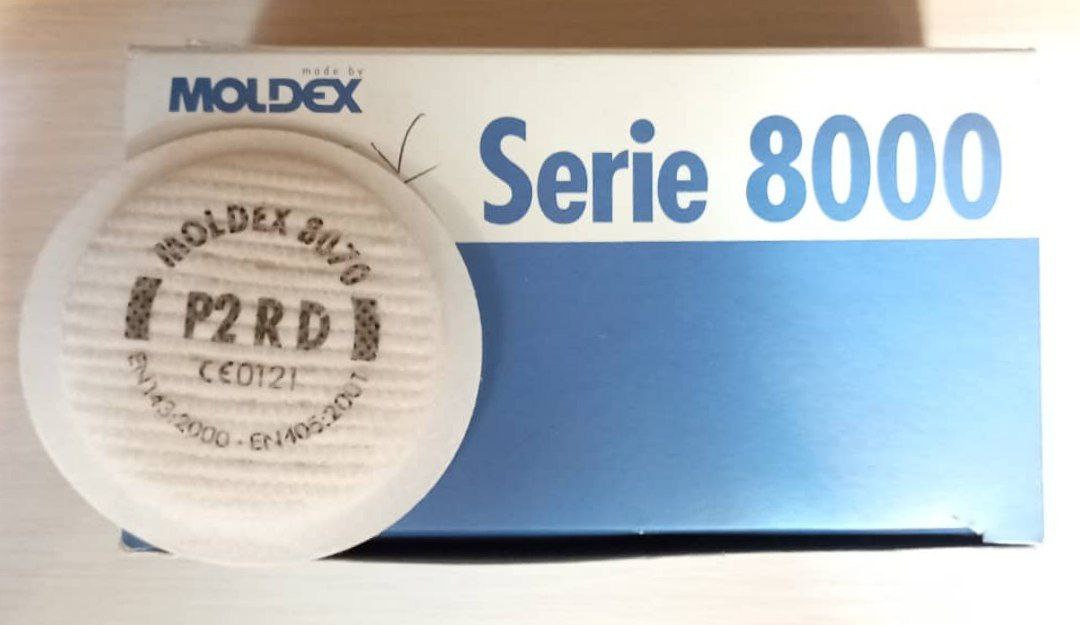 made by
MOLDEX
Serie 8000
MOLDEX 8070
P2 R D
CE0121
EN143:2000 - EN405:2001